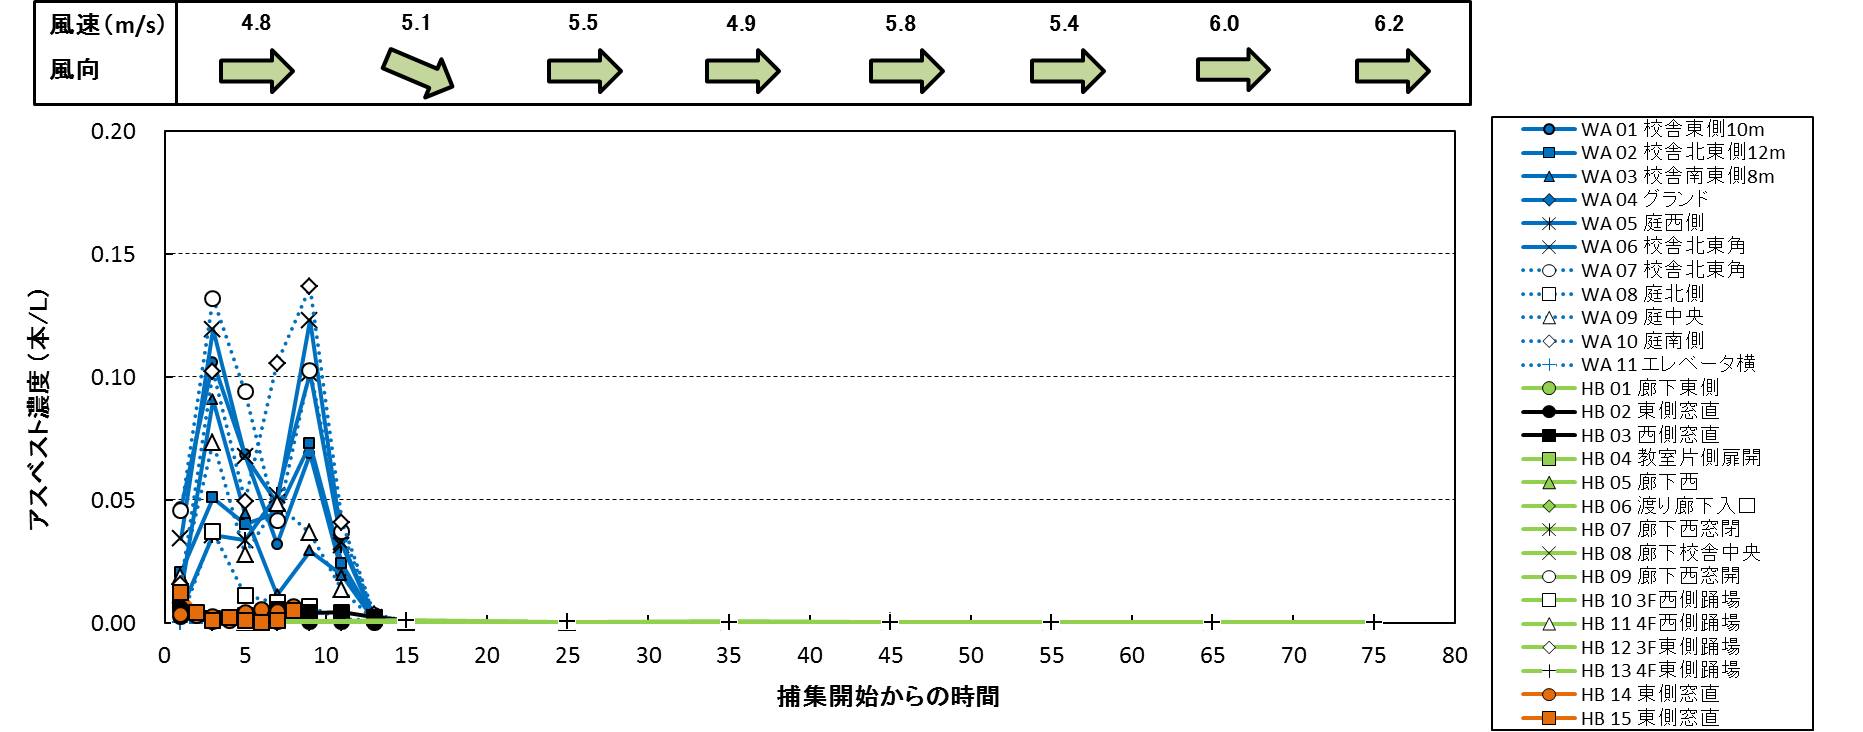 風速(m/s) 4.8 5.1 5.5 4.9 5.8 5.4 6.0 6.2
風向
0.20
0.15
0.10
0.05
0.00
アスベスト濃度(本/L)
0 5 10 15 20 25 30 35 40 45 50 55 60 65 70 75 80
捕集開始からの時間
WA 01 校舎東側10m
WA 02 校舎北東側12m
WA 03 校舎南東側8m
WA 04 グランド
WA 05 庭西側
WA 06 校舎北東角
WA 07 校舎北東角
WA 08 庭北側
WA 09 庭中央
WA 10 庭南側
WA 11 エレベータ横
HB 01 廊下東側
HB 02 東側窓直
HB 03 西側窓直
HB 04 教室片側扉開
HB 05 廊下西
HB 06 渡り廊下入口
HB 07 廊下西窓閉
HB 08 廊下校舎中央
HB 09 廊下西窓開
HB 10 3F西側踊場
HB 11 4F西側踊場
HB 12 3F東側踊場
HB 13 4F東側踊場
HB 14 東側窓直
HB 15 東側窓直